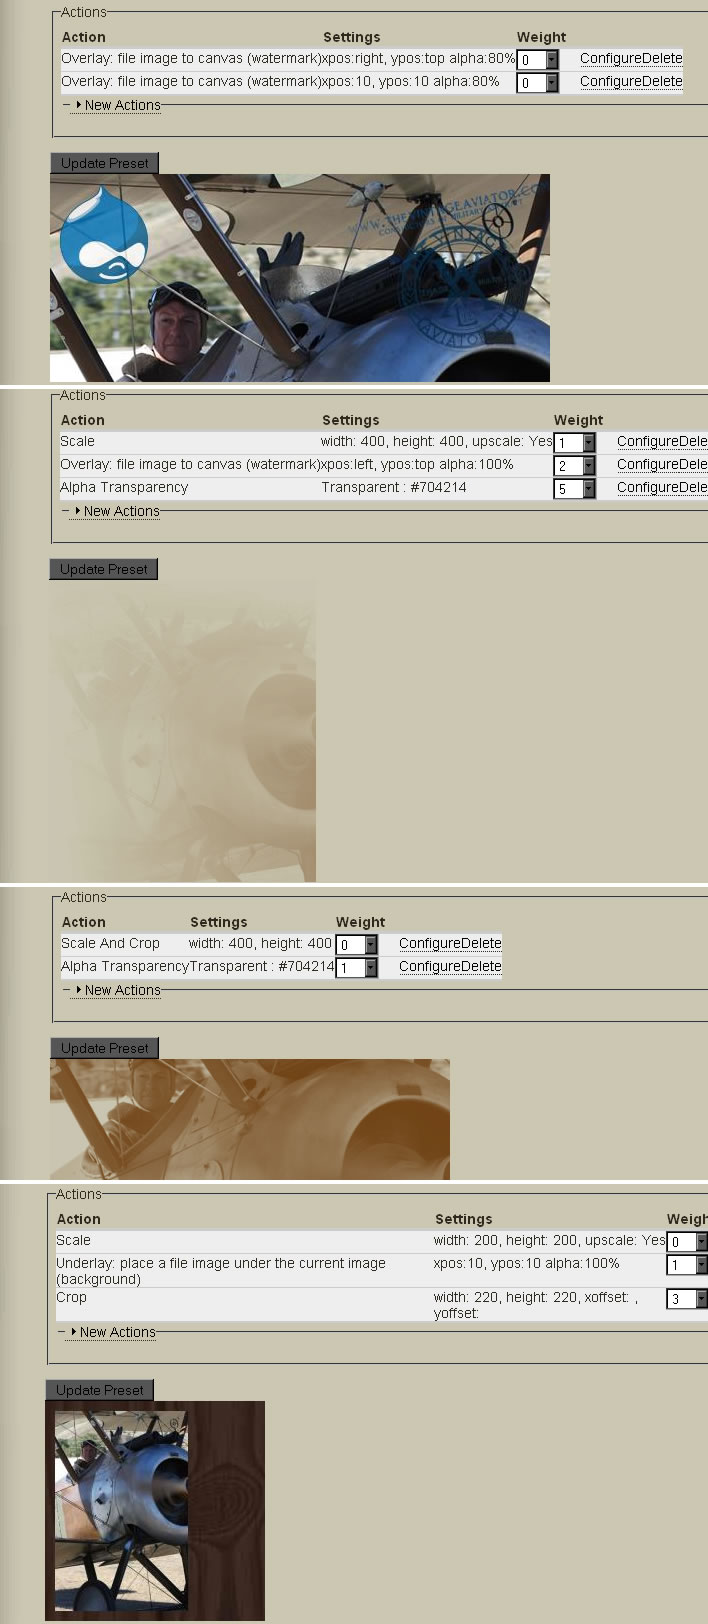 Actions
Action Settings Weight
Overlay: file image to canvas (watermark)xpos:right, ypos:top alpha:80% 0 ConfigureDelete
Overlay: file image to canvas (watermark)xpos:10, ypos:10 alpha:80% 0 ConfigureDelete
New Actions
Update Preset
WWW.THEVINTAGEAVIATOR.CO
Actions
Action Settings Weight
Scale width: 400, height: 400, upscale: Yes 1 ConfigureDele
Overlay: file image to canvas (watermark)xpos:left, ypos:top alpha:100% 2 ConfigureDele
Alpha Transparency Transparent : #704214 5 ConfigureDele
New Actions
Update Preset
Actions
Action Settings Weight
Scale And Crop width: 400, height: 400 0 ConfigureDelete
Alpha TransparencyTransparent : #704214 1 ConfigureDelete
New Actions
Update Preset
Actions
Action Settings Weigh
Scale width: 200, height: 200, upscale: Yes 0
Underlay: place a file image under the current image xpos:10, ypos:10 alpha:100% 1
(background)
Crop width: 220, height: 220, xoffset: , 3
yoffset:
New Actions
Update Preset